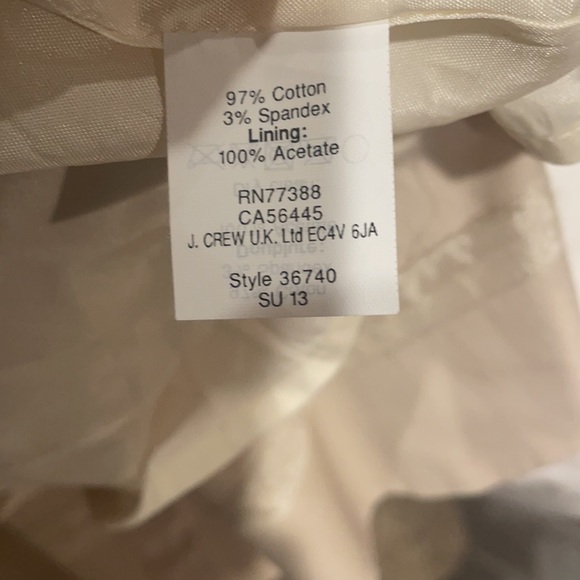 97% Cotton
3% Spandex
Lining:
100% Acetate
RN77388
CA56445
J. CREW U.K. Ltd EC4V 6JA
Style 36740
SU 13